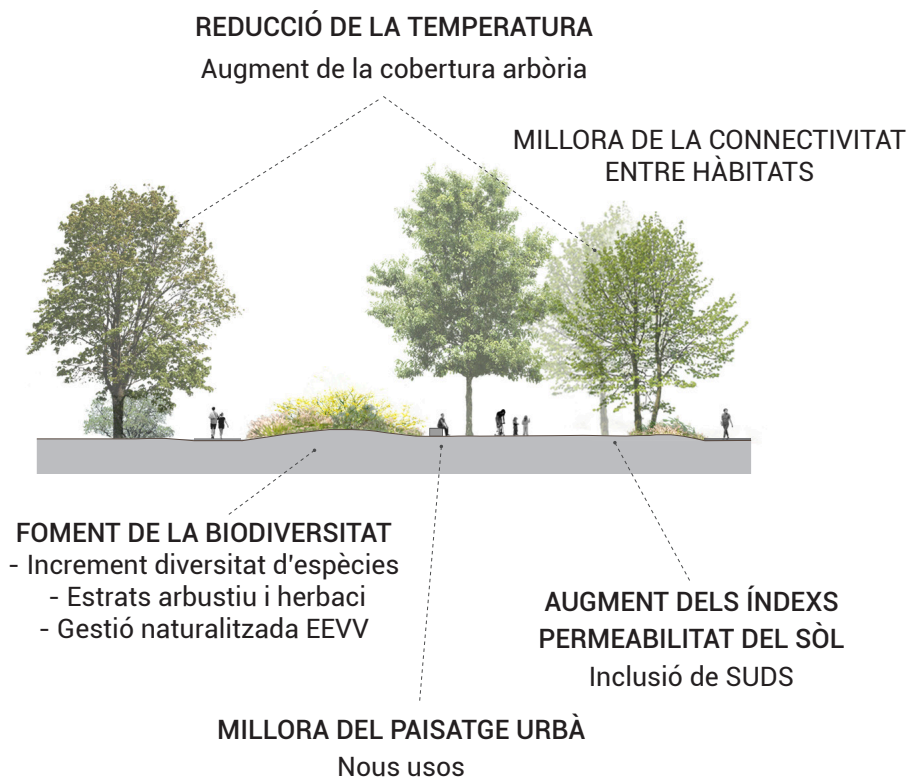 REDUCCIÓ DE LA TEMPERATURA
Augment de la cobertura arbòria
MILLORA DE LA CONNECTIVITAT
ENTRE HÀBITATS
FOMENT DE LA BIODIVERSITAT
- Increment diversitat d'espècies
- Estrats arbustiu i herbaci
- Gestió naturalitzada EEVV
AUGMENT DELS ÍNDEXS
PERMEABILITAT DEL SÒL
Inclusió de SUDS
MILLORA DEL PAISATGE URBÀ
Nous usos